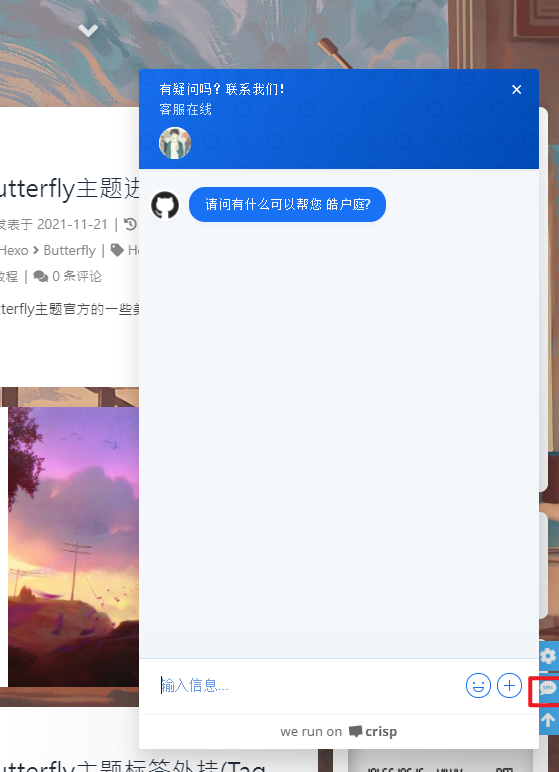 有疑问吗？联系我们！
客服在线
utterfly主题进
发表于 2021-11-21 |
请问有什么可以帮您 皓户庭?
Hexo > Butterfly |
教程 | 0 条评论
tterfly主题官方的一些美
输入信息...
we run on crisp
utterfly主题标签外挂(Tag